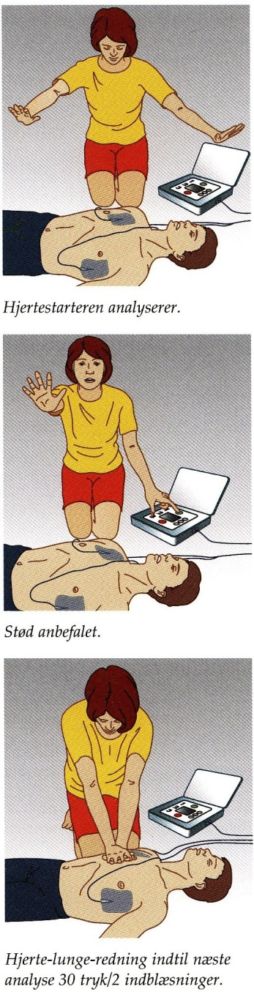 Hjertestarteren analyserer.
Stød anbefalet.
Hjerte-lunge-redning indtil næste
analyse 30 tryk/2 indblæsninger.